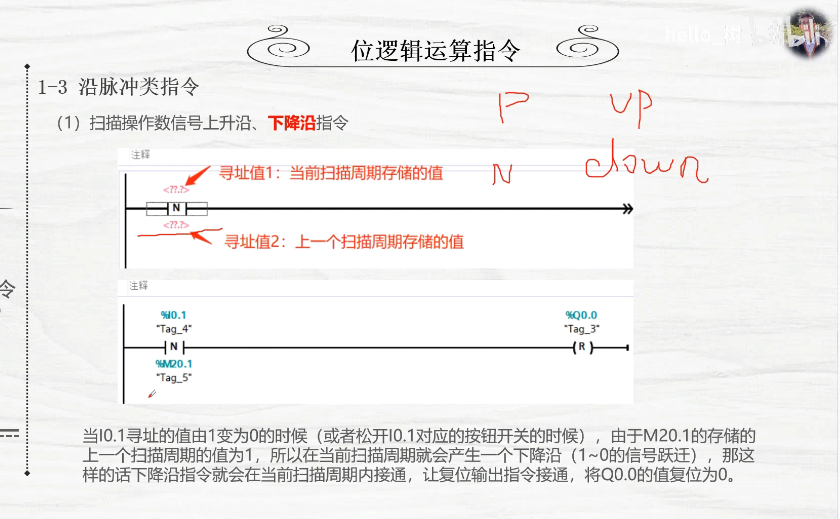 hello_树
位逻辑运算指令
1-3 沿脉冲类指令
（1）扫描操作数信号上升沿、下降沿指令
P up
N down
注释
寻址值1：当前扫描周期存储的值
<??.?>
N
<??.?>
寻址值2：上一个扫描周期存储的值
注释
%I0.1
"Tag_4"
N
%M20.1
"Tag_5"
%Q0.0
"Tag_3"
R
令
当I0.1寻址的值由1变为0的时候（或者松开I0.1对应的按钮开关的时候），由于M20.1的存储的
上一个扫描周期的值为1，所以在当前扫描周期就会产生一个下降沿（1~0的信号跃迁），那这
样的话下降沿指令就会在当前扫描周期内接通，让复位输出指令接通，将Q0.0的值复位为0。